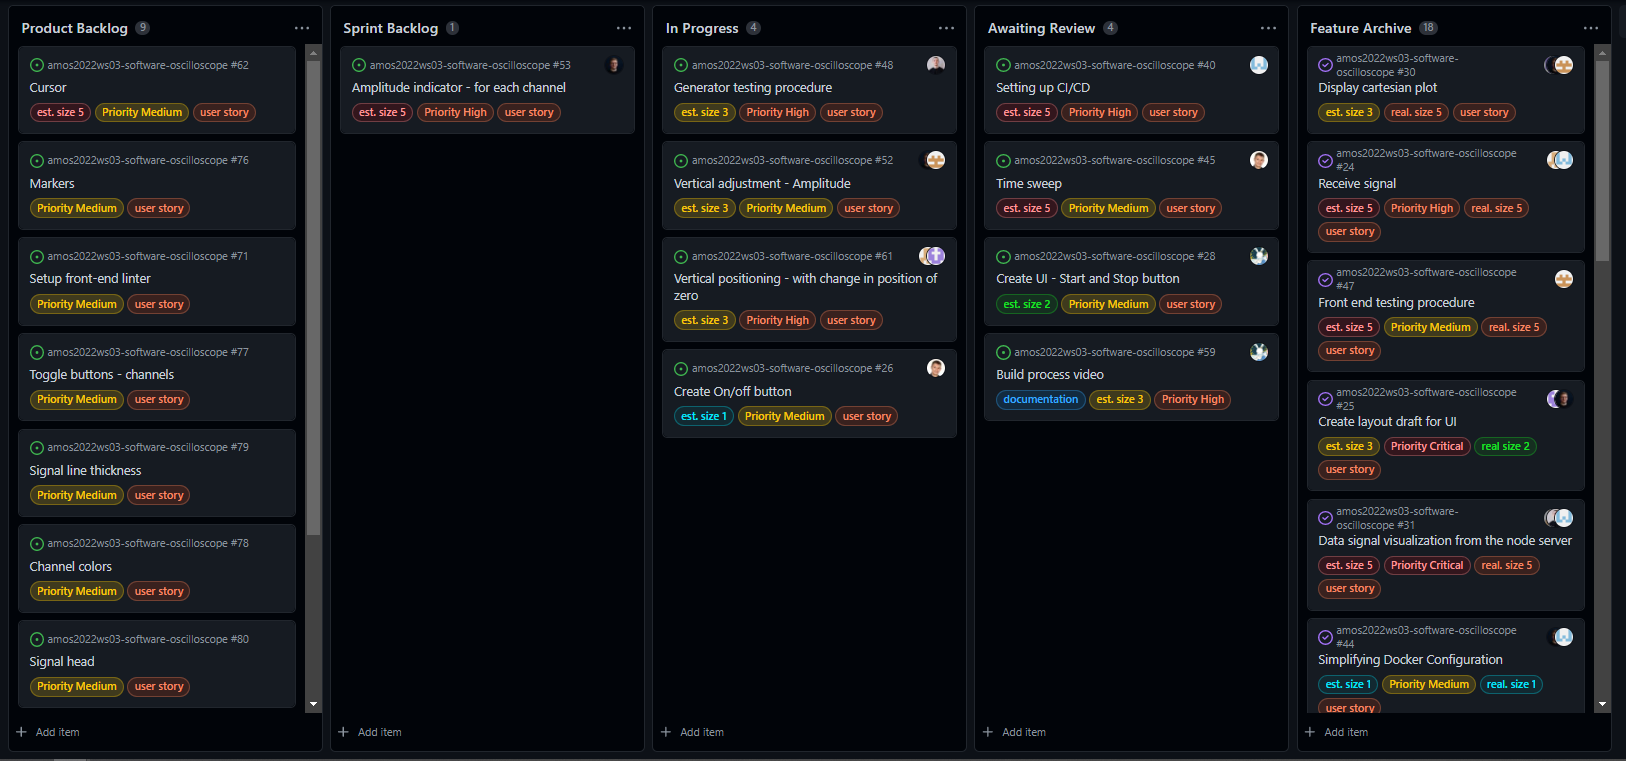 Product Backlog 9
amos2022ws03-software-oscilloscope #62
Cursor
est. size 5 Priority Medium user story
amos2022ws03-software-oscilloscope #76
Markers
Priority Medium user story
amos2022ws03-software-oscilloscope #71
Setup front-end linter
Priority Medium user story
amos2022ws03-software-oscilloscope #77
Toggle buttons - channels
Priority Medium user story
amos2022ws03-software-oscilloscope #79
Signal line thickness
Priority Medium user story
amos2022ws03-software-oscilloscope #78
Channel colors
Priority Medium user story
amos2022ws03-software-oscilloscope #80
Signal head
Priority Medium user story
+ Add item
Sprint Backlog 1
amos2022ws03-software-oscilloscope #53
Amplitude indicator - for each channel
est. size 5 Priority High user story
+ Add item
In Progress 4
amos2022ws03-software-oscilloscope #48
Generator testing procedure
est. size 3 Priority High user story
amos2022ws03-software-oscilloscope #52
Vertical adjustment - Amplitude
est. size 3 Priority Medium user story
amos2022ws03-software-oscilloscope #61
Vertical positioning - with change in position of
zero
est. size 3 Priority High user story
amos2022ws03-software-oscilloscope #26
Create On/off button
est. size 1 Priority Medium user story
+ Add item
Awaiting Review 4
amos2022ws03-software-oscilloscope #40
Setting up CI/CD
est. size 5 Priority High user story
amos2022ws03-software-oscilloscope #45
Time sweep
est. size 5 Priority Medium user story
amos2022ws03-software-oscilloscope #28
Create UI - Start and Stop button
est. size 2 Priority Medium user story
amos2022ws03-software-oscilloscope #59
Build process video
documentation est. size 3 Priority High
+ Add item
Feature Archive 18
amos2022ws03-software-
oscilloscope #30
Display cartesian plot
est. size 3 real. size 5 user story
amos2022ws03-software-oscilloscope
#24
Receive signal
est. size 5 Priority High real. size 5
user story
amos2022ws03-software-oscilloscope
#47
Front end testing procedure
est. size 5 Priority Medium real. size 5
user story
amos2022ws03-software-oscilloscope
#25
Create layout draft for UI
est. size 3 Priority Critical real size 2
user story
amos2022ws03-software-
oscilloscope #31
Data signal visualization from the node server
est. size 5 Priority Critical real. size 5
user story
amos2022ws03-software-oscilloscope
#44
Simplifying Docker Configuration
est. size 1 Priority Medium real. size 1
user story
+ Add item